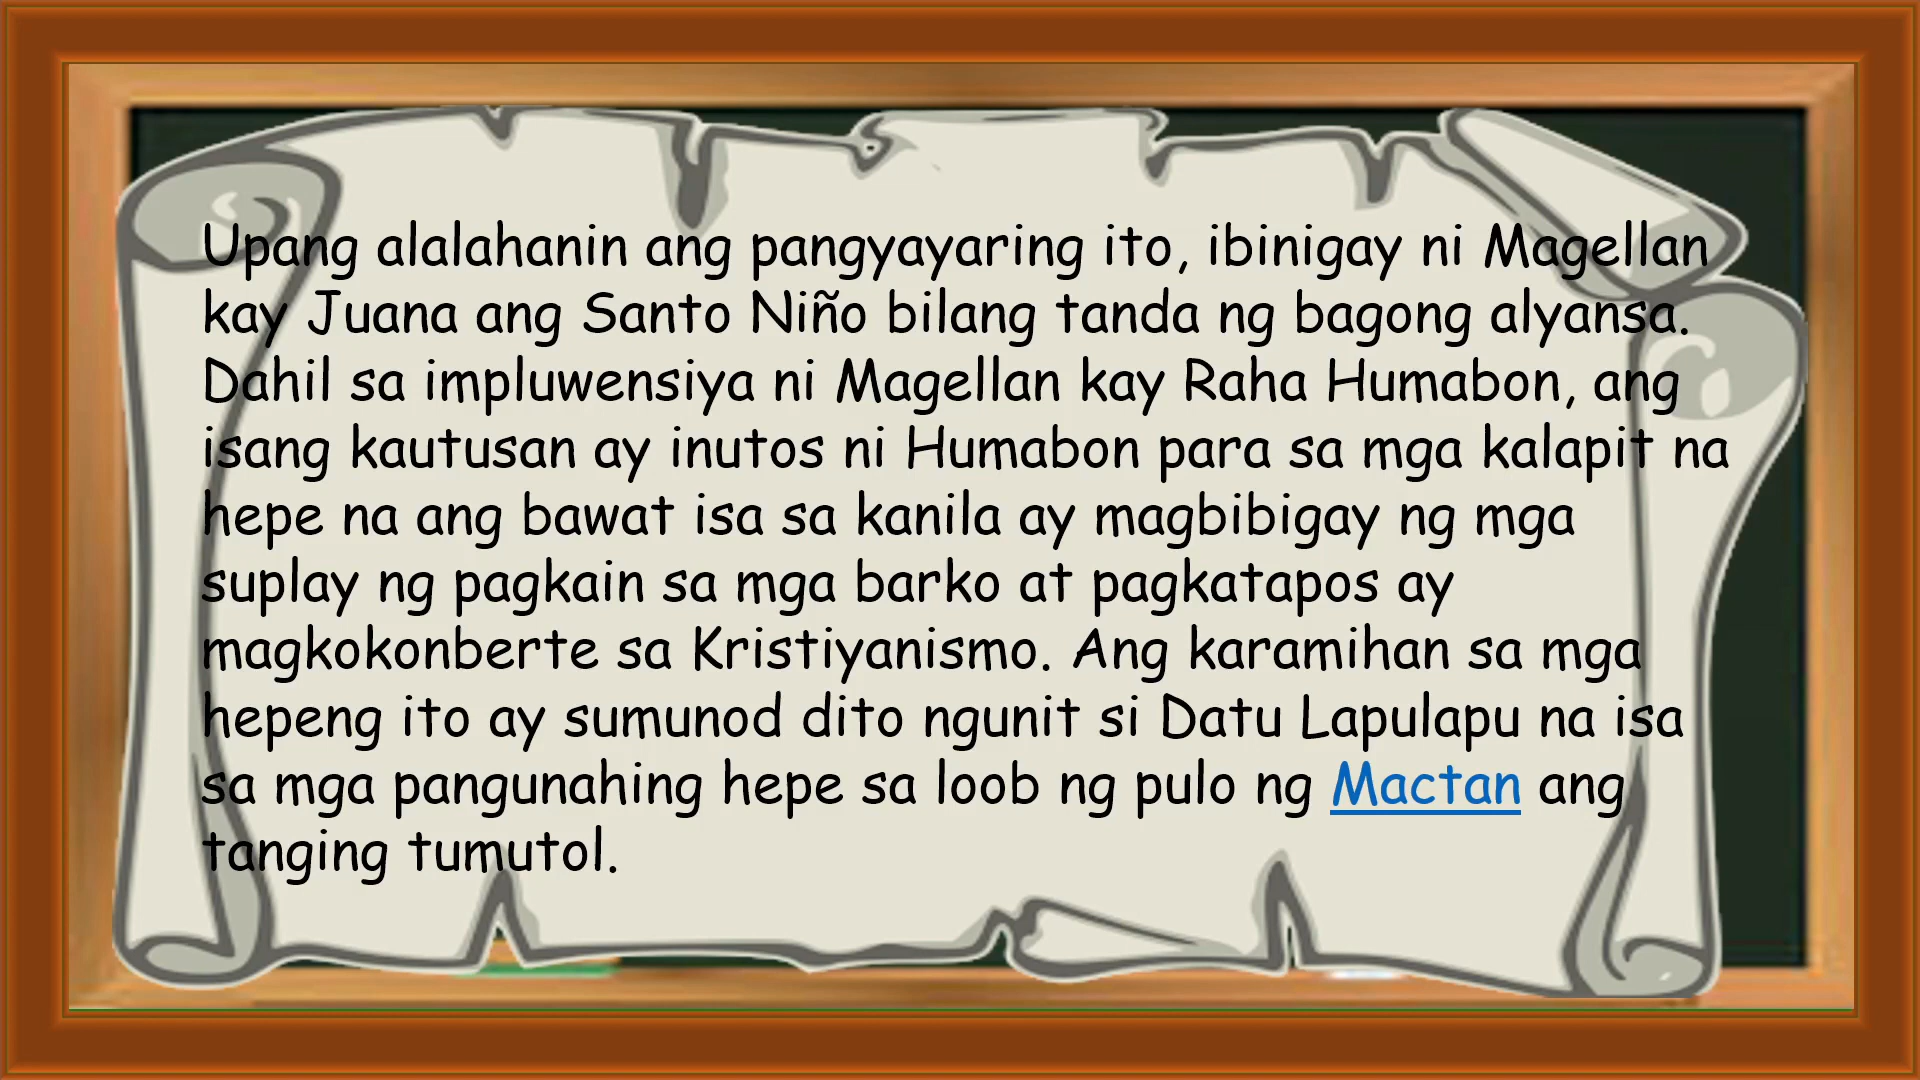 Upang alalahanin ang pangyayaring ito, ibinigay ni Magellan
kay Juana ang Santo Niño bilang tanda ng bagong alyansa.
Dahil sa impluwensiya ni Magellan kay Raha Humabon, ang
isang kautusan ay inutos ni Humabon para sa mga kalapit na
hepe na ang bawat isa sa kanila ay magbibigay ng mga
suplay ng pagkain sa mga barko at pagkatapos ay
magkokonberte sa Kristiyanismo. Ang karamihan sa mga
hepeng ito ay sumunod dito ngunit si Datu Lapulapu na isa
sa mga pangunahing hepe sa loob ng pulo ng Mactan ang
tanging tumutol.